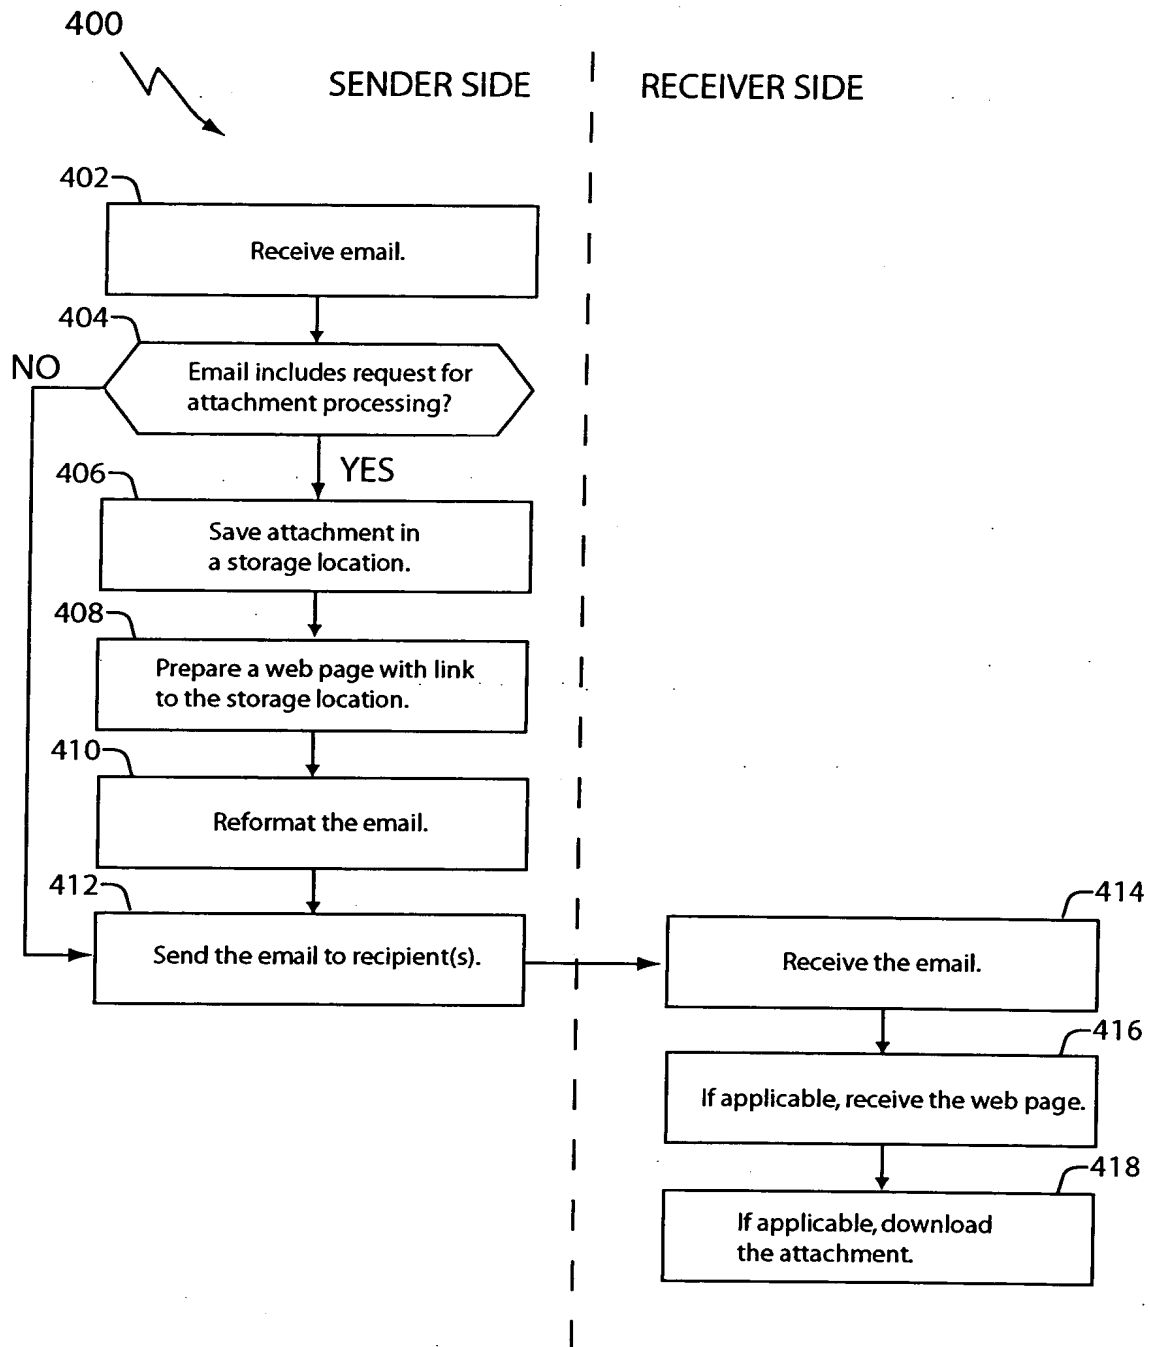 400
SENDER SIDE
RECEIVER SIDE
402
Receive email.
404
NO
Email includes request for
attachment processing?
YES
406
Save attachment in
a storage location.
408
Prepare a web page with link
to the storage location.
410
Reformat the email.
412
Send the email to recipient(s).
414
Receive the email.
416
If applicable, receive the web page.
418
If applicable, download
the attachment.